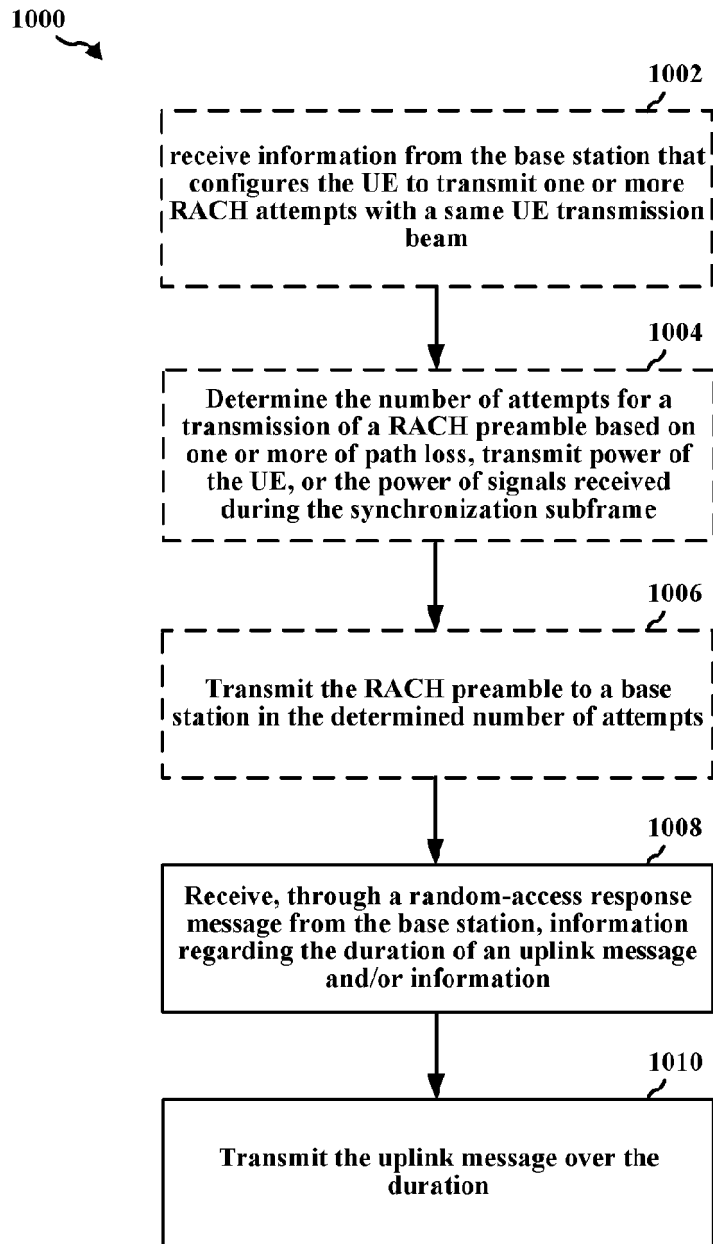 1000
1002
receive information from the base station that
configures the UE to transmit one or more
RACH attempts with a same UE transmission
beam
1004
Determine the number of attempts for a
transmission of a RACH preamble based on
one or more of path loss, transmit power of
the UE, or the power of signals received
during the synchronization subframe
1006
Transmit the RACH preamble to a base
station in the determined number of attempts
1008
Receive, through a random-access response
message from the base station, information
regarding the duration of an uplink message
and/or information
1010
Transmit the uplink message over the
duration